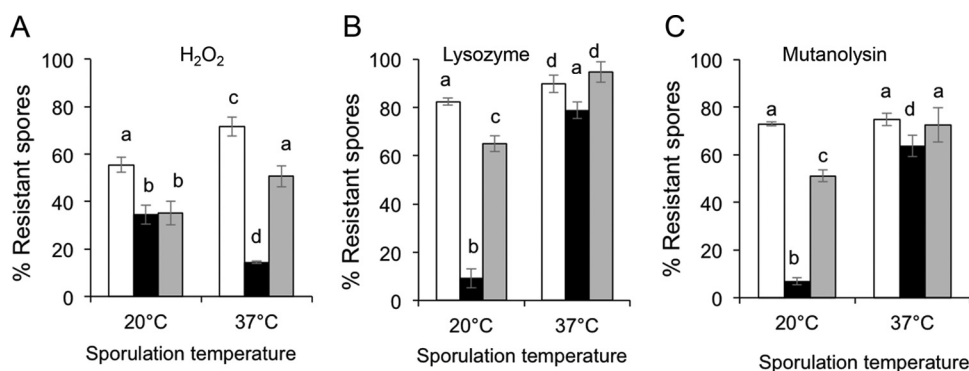 A
H₂O₂
% Resistant spores
100
80
60
40
20
0
a
b
b
c
d
a
20°C
37°C
Sporulation temperature
B
Lysozyme
% Resistant spores
100
80
60
40
20
0
a
b
c
d
a
d
20°C
37°C
Sporulation temperature
C
Mutanolysin
% Resistant spores
100
80
60
40
20
0
a
b
c
a
d
a
20°C
37°C
Sporulation temperature